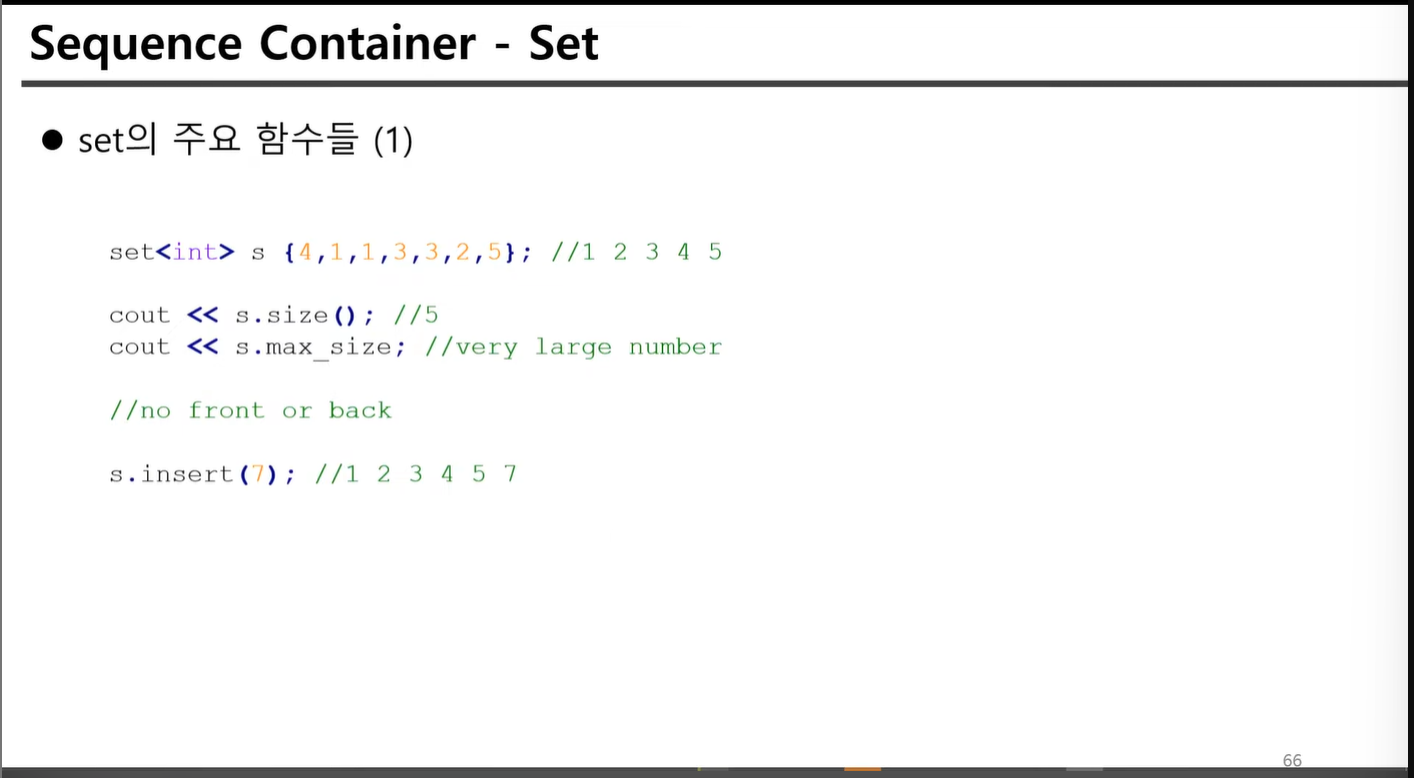 Sequence Container - Set
● set의 주요 함수들 (1)
set<int> s {4,1,1,3,3,2,5}; //1 2 3 4 5
cout << s.size(); //5
cout << s.max_size; //very large number
//no front or back
s.insert(7); //1 2 3 4 5 7
66